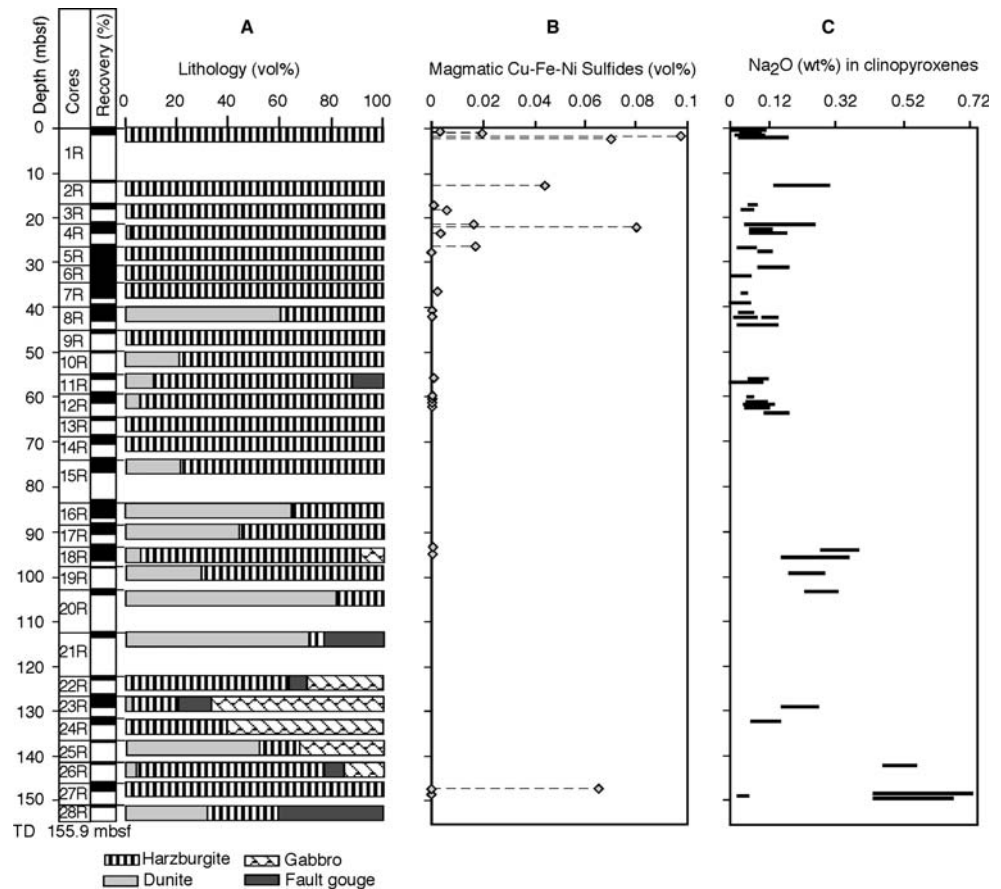 A
B
C
Depth (mbsf)
Cores
Recovery (%)
Lithology (vol%)
Magmatic Cu-Fe-Ni Sulfides (vol%)
Na2O (wt%) in clinopyroxenes
0 20 40 60 80 100
0 0.02 0.04 0.06 0.08 0.1
0 0.12 0.32 0.52 0.72
0
1R
10
2R
3R
20
4R
5R
30
6R
7R
40
8R
9R
50
10R
11R
60
12R
13R
70
14R
15R
80
16R
90
17R
18R
100
19R
20R
110
21R
120
22R
130
23R
24R
140
25R
26R
150
27R
28R
TD 155.9 mbsf
Harzburgite
Gabbro
Dunite
Fault gouge